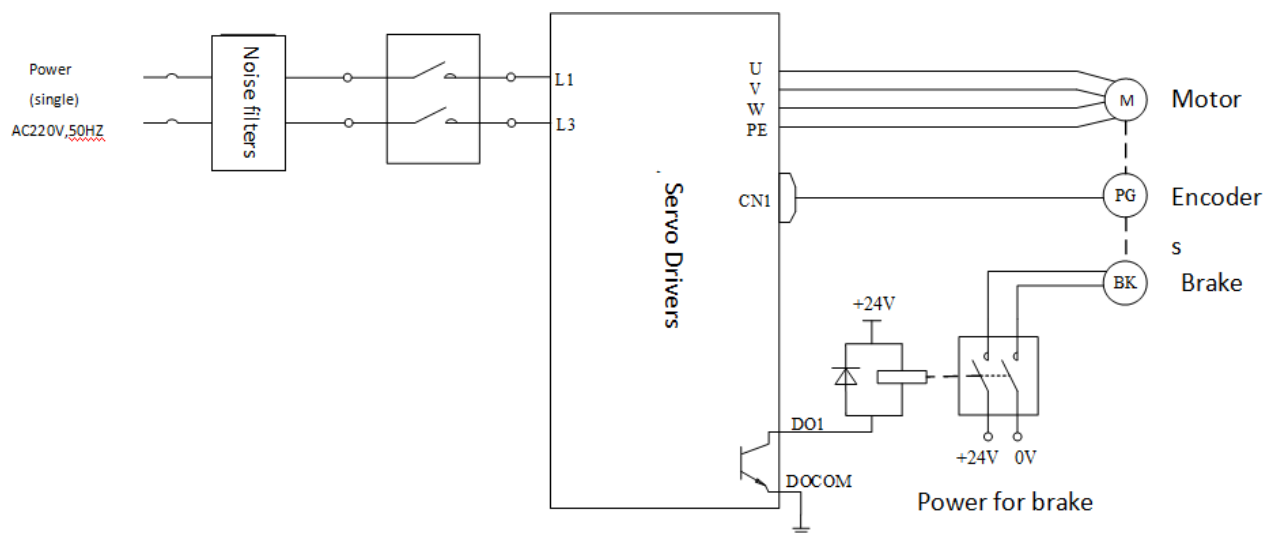 Power
(single)
AC220V,50HZ
Noise filters
L1
L3
Servo Drivers
U
V
W
PE
CN1
M
Motor
PG
Encoder
s
BK
Brake
+24V
DO1
DOCOM
+24V 0V
Power for brake